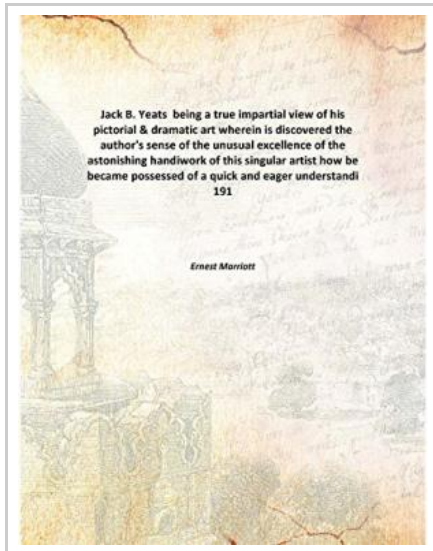 Jack B. Yeats being a true impartial view of his
pictorial & dramatic art wherein is discovered the
author's sense of the unusual excellence of the
astonishing handiwork of this singular artist how be
became possessed of a quick and eager understandi
191
Ernest Marriott